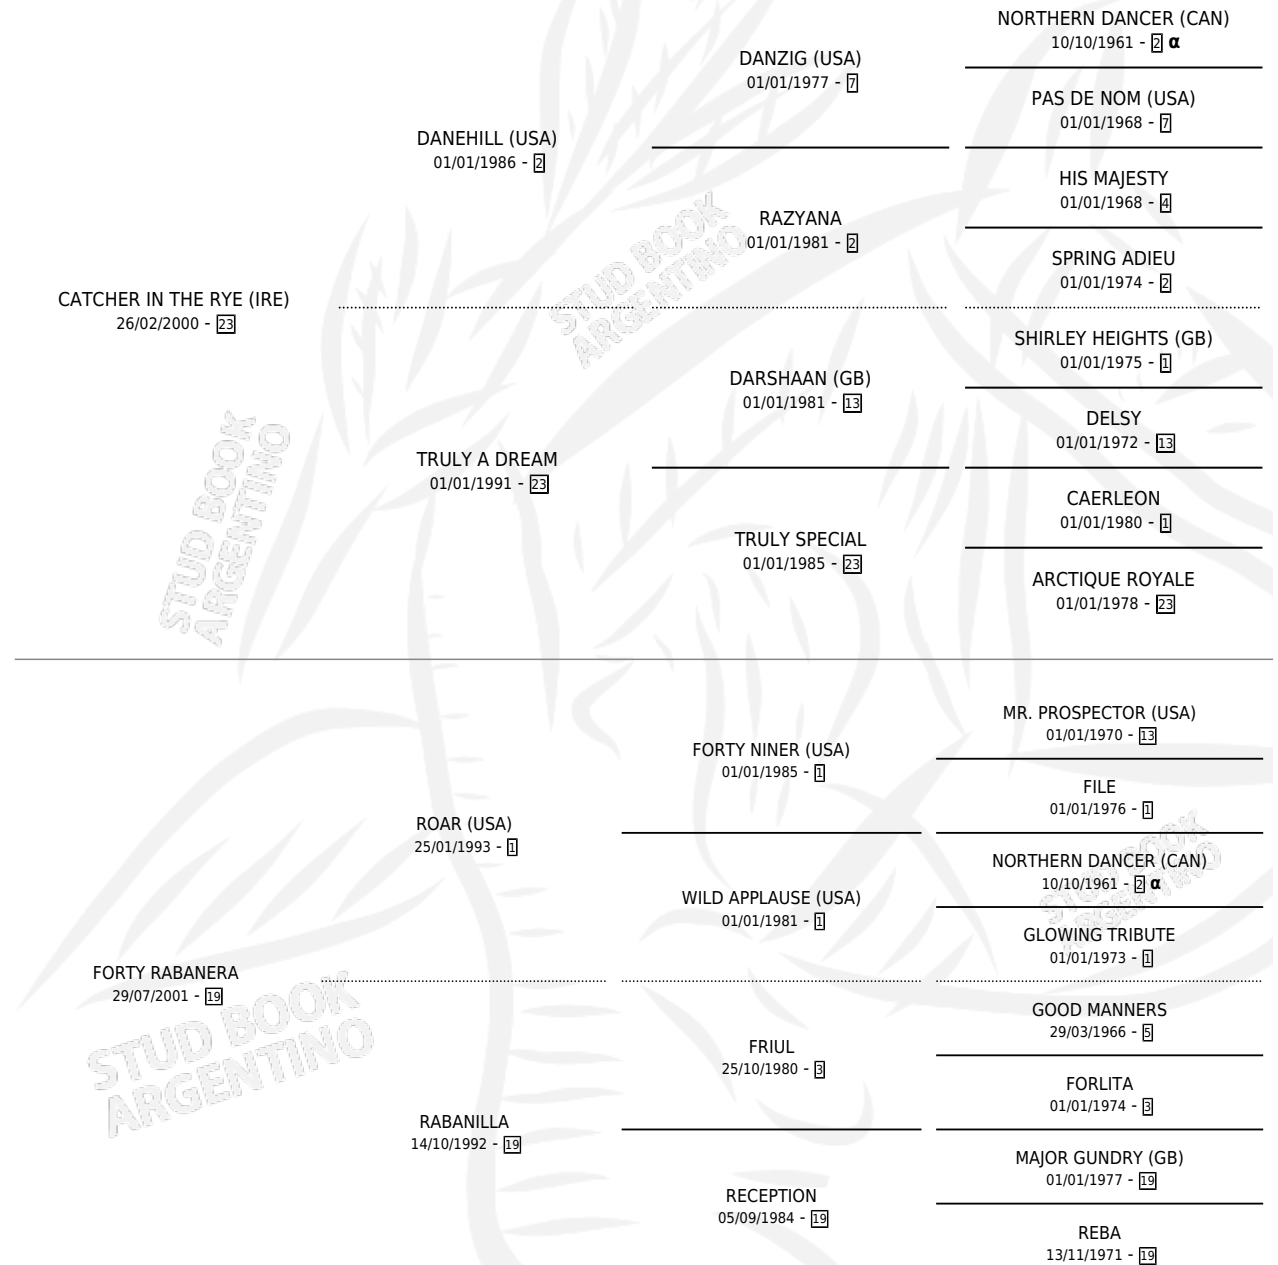 NORTHERN DANCER (CAN)
10/10/1961 - 2 α
DANZIG (USA)
01/01/1977 - 7
PAS DE NOM (USA)
01/01/1968 - 7
DANEHILL (USA)
01/01/1986 - 2
HIS MAJESTY
01/01/1968 - 4
RAZYANA
01/01/1981 - 2
SPRING ADIEU
01/01/1974 - 2
STUD BOOK
ARGENTINO
CATCHER IN THE RYE (IRE)
26/02/2000 - 23
SHIRLEY HEIGHTS (GB)
01/01/1975 - 1
DARSHAAN (GB)
01/01/1981 - 13
DELSY
01/01/1972 - 13
TRULY A DREAM
01/01/1991 - 23
CAERLEON
01/01/1980 - 1
TRULY SPECIAL
01/01/1985 - 23
ARCTIQUE ROYALE
01/01/1978 - 23
STUD BOOK
ARGENTINO
MR. PROSPECTOR (USA)
01/01/1970 - 13
FORTY NINER (USA)
01/01/1985 - 1
FILE
01/01/1976 - 1
ROAR (USA)
25/01/1993 - 1
NORTHERN DANCER (CAN)
10/10/1961 - 2 α
WILD APPLAUSE (USA)
01/01/1981 - 1
GLOWING TRIBUTE
01/01/1973 - 1
STUD BOOK
ARGENTINO
FORTY RABANERA
29/07/2001 - 19
GOOD MANNERS
29/03/1966 - 5
FRIUL
25/10/1980 - 3
FORLITA
01/01/1974 - 3
STUD BOOK
ARGENTINO
RABANILLA
14/10/1992 - 19
MAJOR GUNDRY (GB)
01/01/1977 - 19
RECEPTION
05/09/1984 - 19
REBA
13/11/1971 - 19